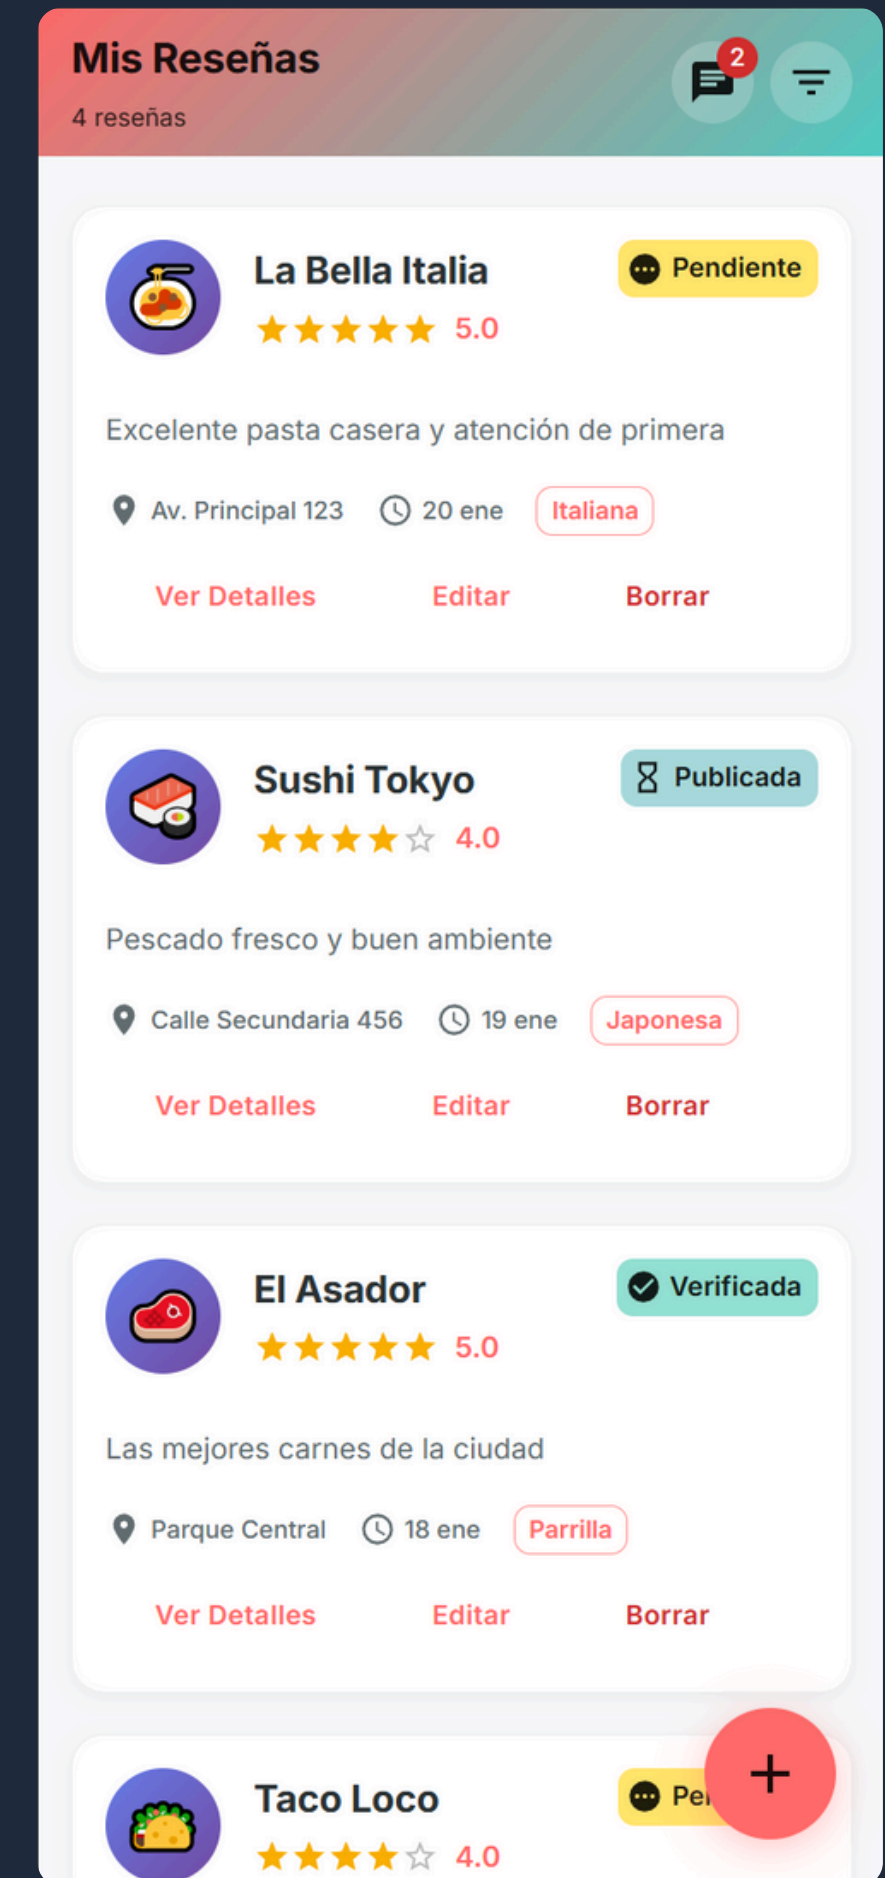 Mis Reseñas
2
4 reseñas
La Bella Italia
Pendiente
5.0
Excelente pasta casera y atención de primera
Av. Principal 123 20 ene Italiana
Ver Detalles Editar Borrar
Sushi Tokyo
Publicada
4.0
Pescado fresco y buen ambiente
Calle Secundaria 456 19 ene Japonesa
Ver Detalles Editar Borrar
El Asador
Verificada
5.0
Las mejores carnes de la ciudad
Parque Central 18 ene Parrilla
Ver Detalles Editar Borrar
Taco Loco
4.0